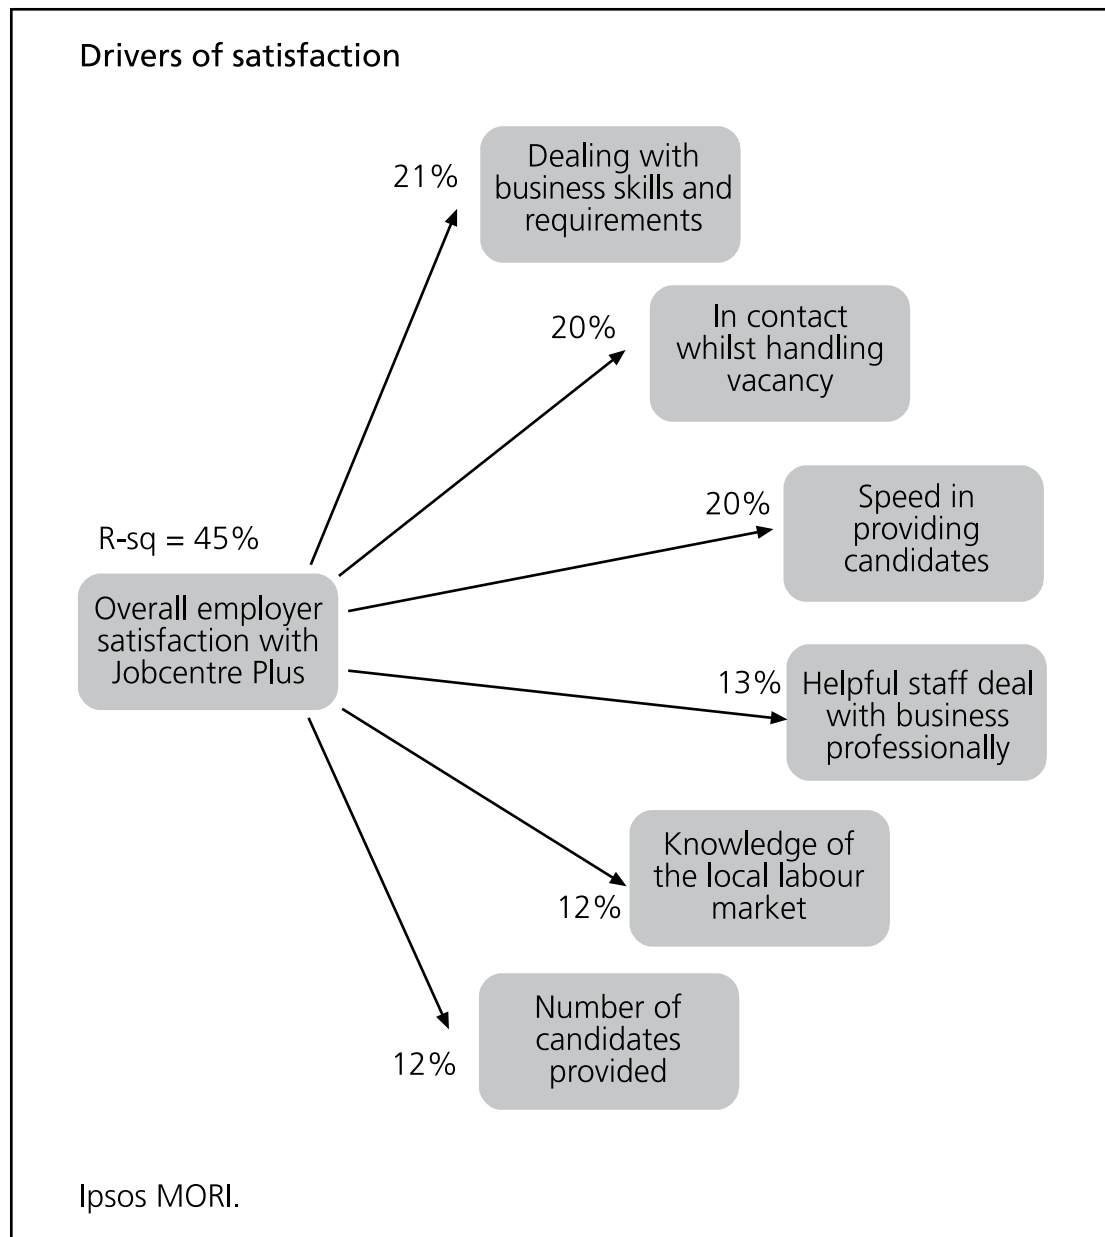 Drivers of satisfaction
21%
Dealing with
business skills and
requirements
20%
In contact
whilst handling
vacancy
20%
Speed in
providing
candidates
R-sq = 45%
Overall employer
satisfaction with
Jobcentre Plus
13%
Helpful staff deal
with business
professionally
Knowledge of
the local labour
market
12%
Number of
candidates
provided
12%
Ipsos MORI.